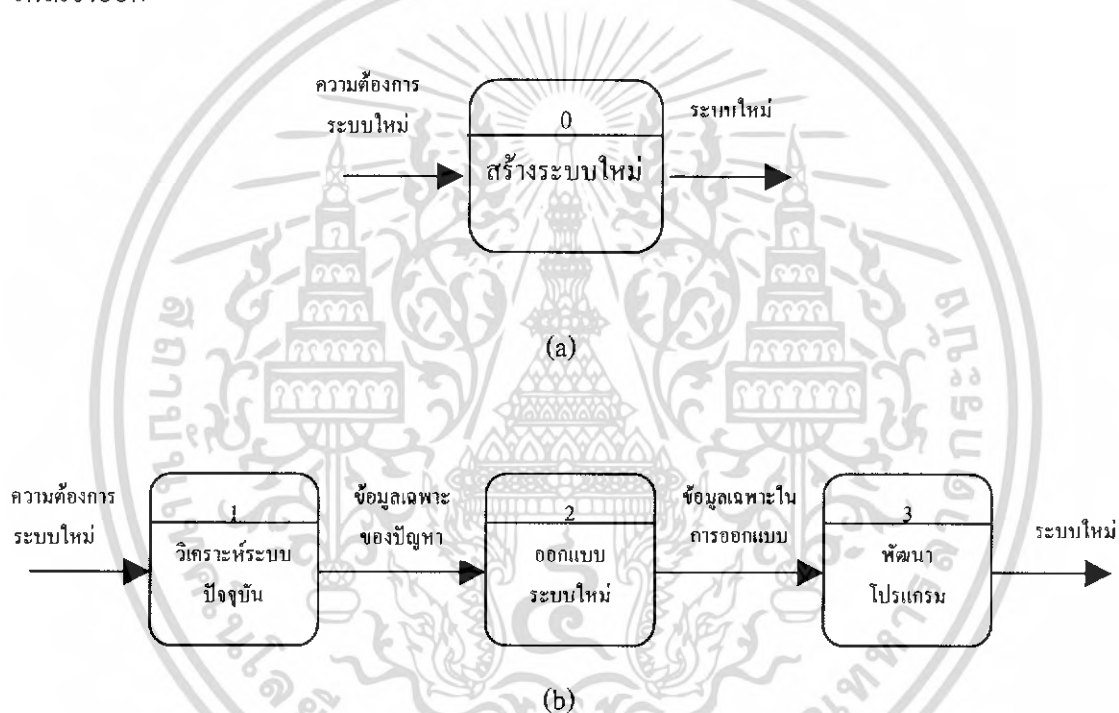 ความต้องการ
ระบบใหม่
0
สร้างระบบใหม่
ระบบใหม่
(a)
ความต้องการ
ระบบใหม่
1
วิเคราะห์ระบบ
ปัจจุบัน
ข้อมูลเฉพาะ
ของปัญหา
2
ออกแบบ
ระบบใหม่
ข้อมูลเฉพาะใน
การออกแบบ
3
พัฒนา
โปรแกรม
ระบบใหม่
(b)